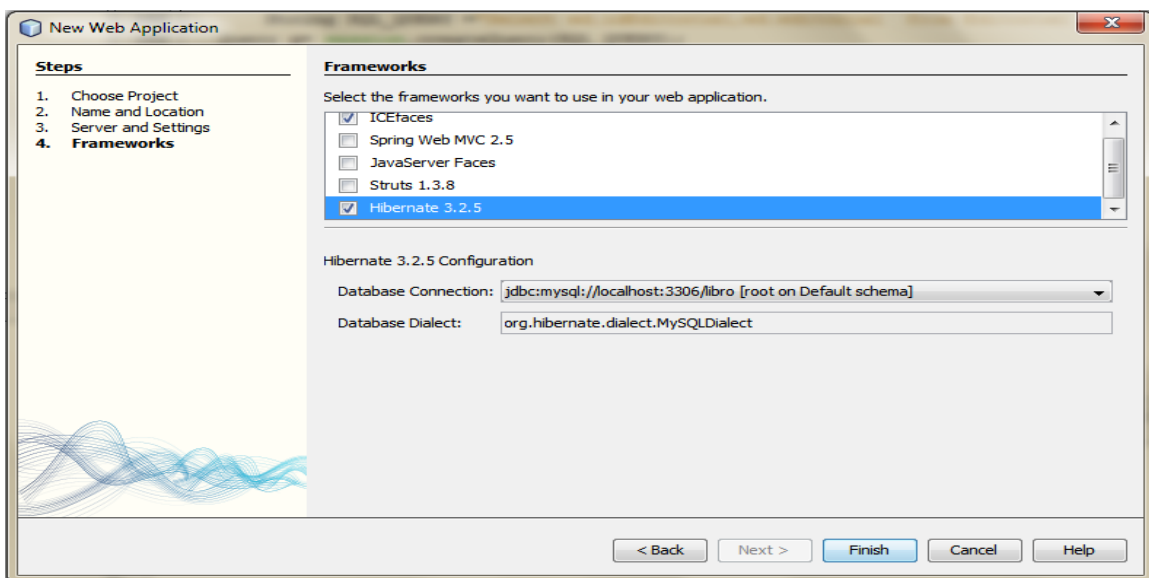 New Web Application
Steps
1. Choose Project
2. Name and Location
3. Server and Settings
4. Frameworks
Frameworks
Select the frameworks you want to use in your web application.
ICEfaces
Spring Web MVC 2.5
JavaServer Faces
Struts 1.3.8
Hibernate 3.2.5
Hibernate 3.2.5 Configuration
Database Connection: jdbc:mysql://localhost:3306/libro [root on Default schema]
Database Dialect: org.hibernate.dialect.MySQLDialect
< Back Next > Finish Cancel Help